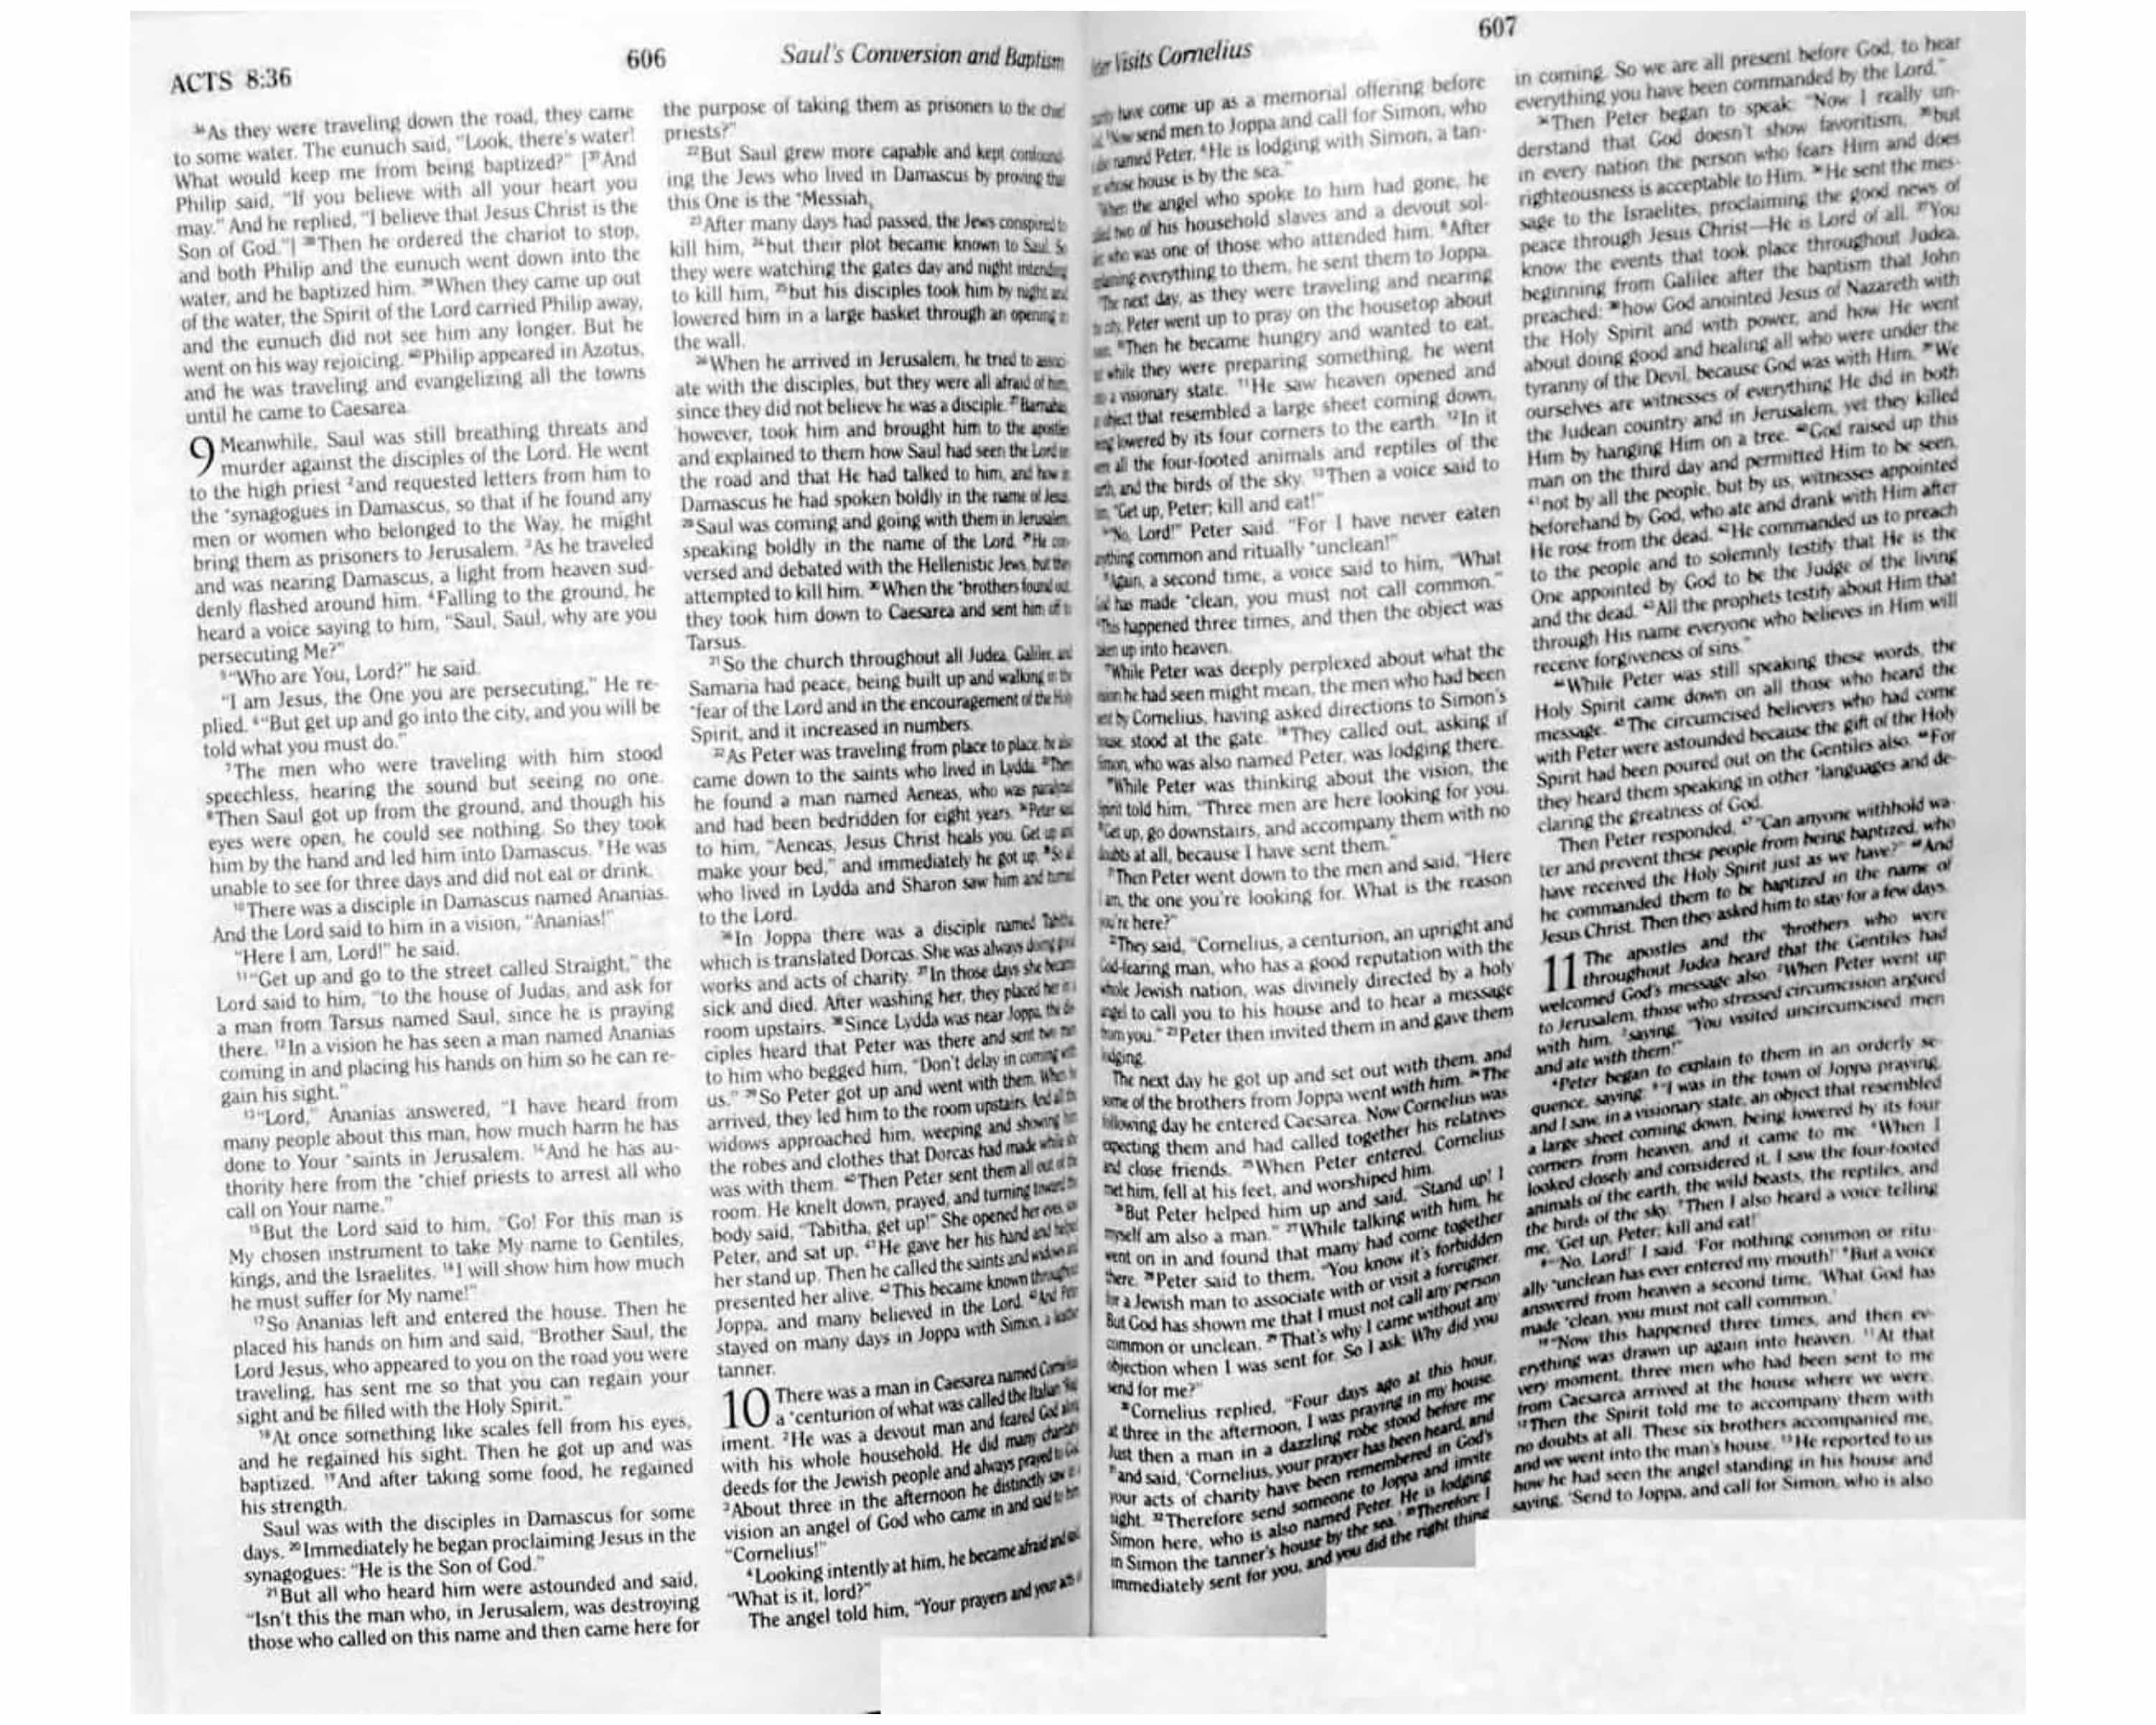 ACTS 8:36
606
Saul's Conversion and Baptism
³⁶As they were traveling down the road, they came
to some water. The eunuch said, "Look, there's water!
What would keep me from being baptized?" [³⁷And
Philip said, "If you believe with all your heart you
may." And he replied, "I believe that Jesus Christ is the
Son of God."] ³⁸Then he ordered the chariot to stop,
and both Philip and the eunuch went down into the
water, and he baptized him. ³⁹When they came up out
of the water, the Spirit of the Lord carried Philip away,
and the eunuch did not see him any longer. But he
went on his way rejoicing. ⁴⁰Philip appeared in Azotus,
and he was traveling and evangelizing all the towns
until he came to Caesarea.
9 Meanwhile, Saul was still breathing threats and
murder against the disciples of the Lord. He went
to the high priest ²and requested letters from him to
the *synagogues in Damascus, so that if he found any
men or women who belonged to the Way, he might
bring them as prisoners to Jerusalem. ³As he traveled
and was nearing Damascus, a light from heaven sud-
denly flashed around him. ⁴Falling to the ground, he
heard a voice saying to him, "Saul, Saul, why are you
persecuting Me?"
⁵"Who are You, Lord?" he said.
"I am Jesus, the One you are persecuting," He re-
plied. ⁶"But get up and go into the city, and you will be
told what you must do."
⁷The men who were traveling with him stood
speechless, hearing the sound but seeing no one.
⁸Then Saul got up from the ground, and though his
eyes were open, he could see nothing. So they took
him by the hand and led him into Damascus. ⁹He was
unable to see for three days and did not eat or drink.
¹⁰There was a disciple in Damascus named Ananias.
And the Lord said to him in a vision, "Ananias!"
"Here I am, Lord!" he said.
¹¹"Get up and go to the street called Straight," the
Lord said to him, "to the house of Judas, and ask for
a man from Tarsus named Saul, since he is praying
there. ¹²In a vision he has seen a man named Ananias
coming in and placing his hands on him so he can re-
gain his sight."
¹³"Lord," Ananias answered, "I have heard from
many people about this man, how much harm he has
done to Your *saints in Jerusalem. ¹⁴And he has au-
thority here from the *chief priests to arrest all who
call on Your name."
¹⁵But the Lord said to him, "Go! For this man is
My chosen instrument to take My name to Gentiles,
kings, and the Israelites. ¹⁶I will show him how much
he must suffer for My name!"
¹⁷So Ananias left and entered the house. Then he
placed his hands on him and said, "Brother Saul, the
Lord Jesus, who appeared to you on the road you were
traveling, has sent me so that you can regain your
sight and be filled with the Holy Spirit."
¹⁸At once something like scales fell from his eyes,
and he regained his sight. Then he got up and was
baptized. ¹⁹And after taking some food, he regained
his strength.
Saul was with the disciples in Damascus for some
days. ²⁰Immediately he began proclaiming Jesus in the
synagogues: "He is the Son of God."
²¹But all who heard him were astounded and said,
"Isn't this the man who, in Jerusalem, was destroying
those who called on this name and then came here for
the purpose of taking them as prisoners to the chief
priests?"
²²But Saul grew more capable and kept confound-
ing the Jews who lived in Damascus by proving that
this One is the *Messiah.
²³After many days had passed, the Jews conspired to
kill him, ²⁴but their plot became known to Saul. So
they were watching the gates day and night intending
to kill him, ²⁵but his disciples took him by night and
lowered him in a large basket through an opening in
the wall.
²⁶When he arrived in Jerusalem, he tried to associ-
ate with the disciples, but they were all afraid of him,
since they did not believe he was a disciple. ²⁷Barnabas,
however, took him and brought him to the apostles
and explained to them how Saul had seen the Lord on
the road and that He had talked to him, and how in
Damascus he had spoken boldly in the name of Jesus.
²⁸Saul was coming and going with them in Jerusalem,
speaking boldly in the name of the Lord. ²⁹He con-
versed and debated with the Hellenistic Jews, but they
attempted to kill him. ³⁰When the *brothers found out,
they took him down to Caesarea and sent him off to
Tarsus.
³¹So the church throughout all Judea, Galilee, and
Samaria had peace, being built up and walking in the
*fear of the Lord and in the encouragement of the Holy
Spirit, and it increased in numbers.
³²As Peter was traveling from place to place, he also
came down to the saints who lived in Lydda. ³³There
he found a man named Aeneas, who was paralyzed
and had been bedridden for eight years. ³⁴Peter said
to him, "Aeneas, Jesus Christ heals you. Get up and
make your bed," and immediately he got up. ³⁵So all
who lived in Lydda and Sharon saw him and turned
to the Lord.
³⁶In Joppa there was a disciple named Tabitha,
which is translated Dorcas. She was always doing good
works and acts of charity. ³⁷In those days she became
sick and died. After washing her, they placed her in a
room upstairs. ³⁸Since Lydda was near Joppa, the dis-
ciples heard that Peter was there and sent two men
to him who begged him, "Don't delay in coming with
us." ³⁹So Peter got up and went with them. When he
arrived, they led him to the room upstairs. And all the
widows approached him, weeping and showing him
the robes and clothes that Dorcas had made while she
was with them. ⁴⁰Then Peter sent them all out of the
room. He knelt down, prayed, and turning toward the
body said, "Tabitha, get up!" She opened her eyes, saw
Peter, and sat up. ⁴¹He gave her his hand and helped
her stand up. Then he called the saints and widows and
presented her alive. ⁴²This became known throughout
Joppa, and many believed in the Lord. ⁴³And Peter
stayed on many days in Joppa with Simon, a leather
tanner.
10 There was a man in Caesarea named Cornelius
a *centurion of what was called the Italian
iment. ²He was a devout man and feared God along
with his whole household. He did many charitable
deeds for the Jewish people and always prayed to God.
³About three in the afternoon he distinctly saw in a
vision an angel of God who came in and said to him,
"Cornelius!"
⁴Looking intently at him, he became afraid and said,
"What is it, lord?"
The angel told him, "Your prayers and your acts of
Visits Cornelius
607
have come up as a memorial offering before
⁵Now send men to Joppa and call for Simon, who
named Peter. ⁶He is lodging with Simon, a tan-
whose house is by the sea."
When the angel who spoke to him had gone, he
two of his household slaves and a devout sol-
who was one of those who attended him. ⁸After
everything to them, he sent them to Joppa.
The next day, as they were traveling and nearing
city, Peter went up to pray on the housetop about
¹⁰Then he became hungry and wanted to eat,
while they were preparing something, he went
a visionary state. ¹¹He saw heaven opened and
object that resembled a large sheet coming down,
lowered by its four corners to the earth. ¹²In it
all the four-footed animals and reptiles of the
and the birds of the sky. ¹³Then a voice said to
"Get up, Peter; kill and eat!"
"No, Lord!" Peter said. "For I have never eaten
anything common and ritually *unclean!"
Again, a second time, a voice said to him, "What
God has made *clean, you must not call common."
This happened three times, and then the object was
taken up into heaven.
While Peter was deeply perplexed about what the
vision he had seen might mean, the men who had been
sent by Cornelius, having asked directions to Simon's
house, stood at the gate. ¹⁸They called out, asking if
Simon, who was also named Peter, was lodging there.
While Peter was thinking about the vision, the
Spirit told him, "Three men are here looking for you.
Get up, go downstairs, and accompany them with no
doubts at all, because I have sent them."
Then Peter went down to the men and said, "Here
I am, the one you're looking for. What is the reason
you're here?"
²²They said, "Cornelius, a centurion, an upright and
God-fearing man, who has a good reputation with the
whole Jewish nation, was divinely directed by a holy
angel to call you to his house and to hear a message
from you." ²³Peter then invited them in and gave them
lodging.
The next day he got up and set out with them, and
some of the brothers from Joppa went with him. ²⁴The
following day he entered Caesarea. Now Cornelius was
expecting them and had called together his relatives
and close friends. ²⁵When Peter entered, Cornelius
met him, fell at his feet, and worshiped him.
²⁶But Peter helped him up and said, "Stand up! I
myself am also a man." ²⁷While talking with him, he
went on in and found that many had come together
there. ²⁸Peter said to them, "You know it's forbidden
for a Jewish man to associate with or visit a foreigner.
But God has shown me that I must not call any person
common or unclean. ²⁹That's why I came without any
objection when I was sent for. So I ask: Why did you
send for me?"
³⁰Cornelius replied, "Four days ago at this hour,
at three in the afternoon, I was praying in my house.
Just then a man in a dazzling robe stood before me
³¹and said, 'Cornelius, your prayer has been heard, and
your acts of charity have been remembered in God's
sight. ³²Therefore send someone to Joppa and invite
Simon here, who is also named Peter. He is lodging
in Simon the tanner's house by the sea.' ³³Therefore I
immediately sent for you, and you did the right thing
in coming. So we are all present before God, to hear
everything you have been commanded by the Lord."
³⁴Then Peter began to speak: "Now I really un-
derstand that God doesn't show favoritism, ³⁵but
in every nation the person who fears Him and does
righteousness is acceptable to Him. ³⁶He sent the mes-
sage to the Israelites, proclaiming the good news of
peace through Jesus Christ—He is Lord of all. ³⁷You
know the events that took place throughout Judea,
beginning from Galilee after the baptism that John
preached: ³⁸how God anointed Jesus of Nazareth with
the Holy Spirit and with power, and how He went
about doing good and healing all who were under the
tyranny of the Devil, because God was with Him. ³⁹We
ourselves are witnesses of everything He did in both
the Judean country and in Jerusalem, yet they killed
Him by hanging Him on a tree. ⁴⁰God raised up this
man on the third day and permitted Him to be seen,
⁴¹not by all the people, but by us, witnesses appointed
beforehand by God, who ate and drank with Him after
He rose from the dead. ⁴²He commanded us to preach
to the people and to solemnly testify that He is the
One appointed by God to be the Judge of the living
and the dead. ⁴³All the prophets testify about Him that
through His name everyone who believes in Him will
receive forgiveness of sins."
⁴⁴While Peter was still speaking these words, the
Holy Spirit came down on all those who heard the
message. ⁴⁵The circumcised believers who had come
with Peter were astounded because the gift of the Holy
Spirit had been poured out on the Gentiles also. ⁴⁶For
they heard them speaking in other *languages and de-
claring the greatness of God.
Then Peter responded, ⁴⁷"Can anyone withhold wa-
ter and prevent these people from being baptized, who
have received the Holy Spirit just as we have?" ⁴⁸And
he commanded them to be baptized in the name of
Jesus Christ. Then they asked him to stay for a few days.
11 The apostles and the *brothers who were
throughout Judea heard that the Gentiles had
welcomed God's message also. ²When Peter went up
to Jerusalem, those who stressed circumcision argued
with him, ³saying, "You visited uncircumcised men
and ate with them!"
⁴Peter began to explain to them in an orderly se-
quence, saying: ⁵"I was in the town of Joppa praying,
and I saw, in a visionary state, an object that resembled
a large sheet coming down, being lowered by its four
corners from heaven, and it came to me. ⁶When I
looked closely and considered it, I saw the four-footed
animals of the earth, the wild beasts, the reptiles, and
the birds of the sky. ⁷Then I also heard a voice telling
me, 'Get up, Peter; kill and eat!'
⁸"'No, Lord!' I said. 'For nothing common or ritu-
ally *unclean has ever entered my mouth!' ⁹But a voice
answered from heaven a second time, 'What God has
made *clean, you must not call common.'
¹⁰"Now this happened three times, and then ev-
erything was drawn up again into heaven. ¹¹At that
very moment, three men who had been sent to me
from Caesarea arrived at the house where we were.
¹²Then the Spirit told me to accompany them with
no doubts at all. These six brothers accompanied me,
and we went into the man's house. ¹³He reported to us
how he had seen the angel standing in his house and
saying, 'Send to Joppa, and call for Simon, who is also